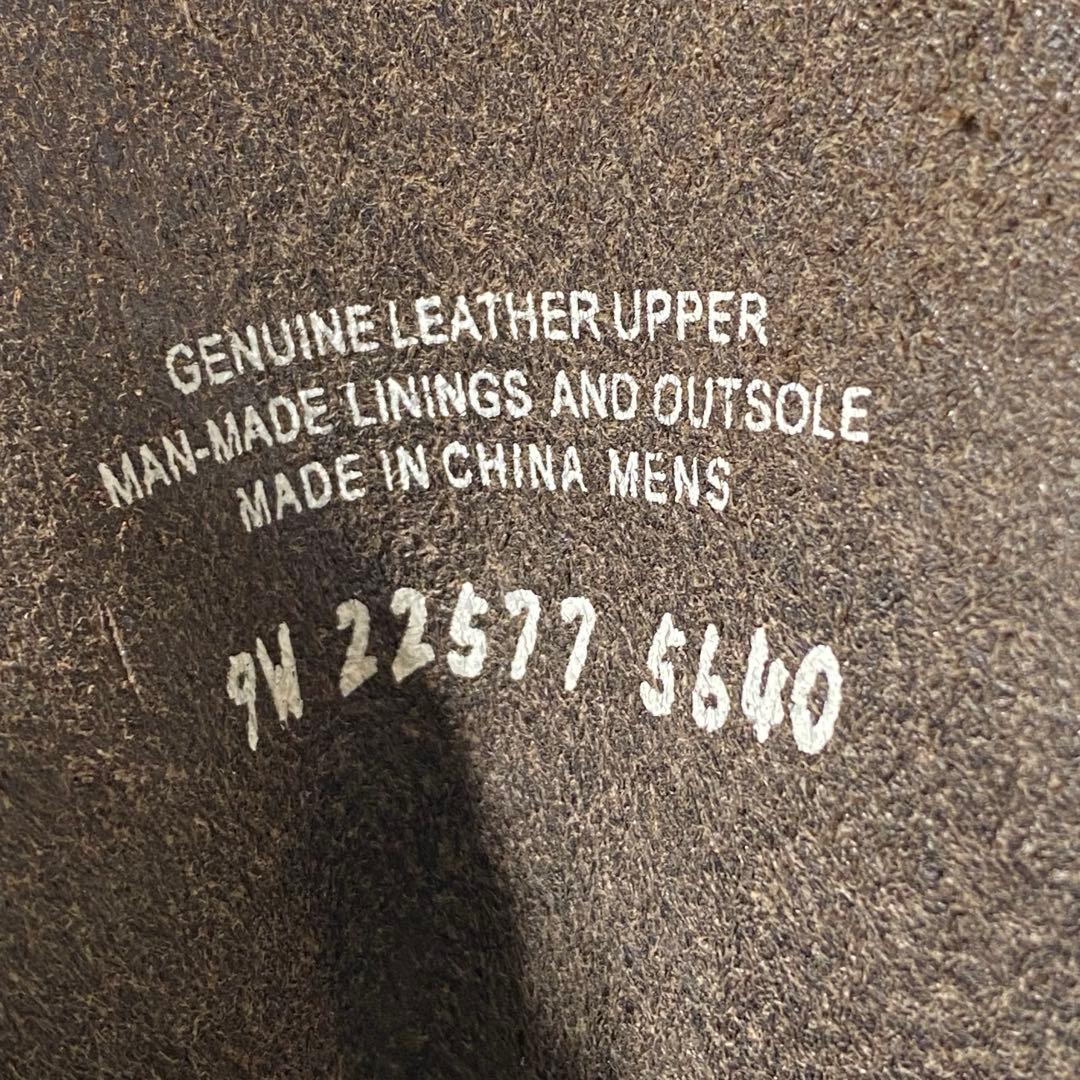 GENUINE LEATHER UPPER
MAN-MADE LININGS AND OUTSOLE
MADE IN CHINA MENS
9W 22577 5640